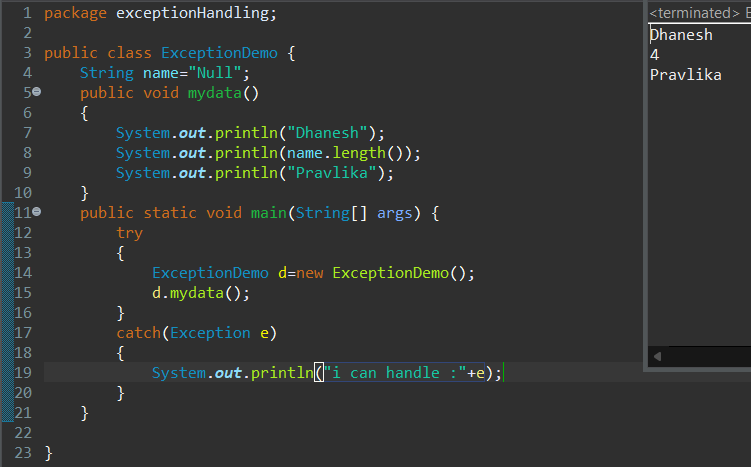 1 package exceptionHandling;
2
3 public class ExceptionDemo {
4     String name="Null";
5     public void mydata()
6     {
7         System.out.println("Dhanesh");
8         System.out.println(name.length());
9         System.out.println("Pravlika");
10     }
11     public static void main(String[] args) {
12         try
13         {
14             ExceptionDemo d=new ExceptionDemo();
15             d.mydata();
16         }
17         catch(Exception e)
18         {
19             System.out.println("i can handle :"+e);
20         }
21     }
22
23 }
<terminated>
Dhanesh
4
Pravlika